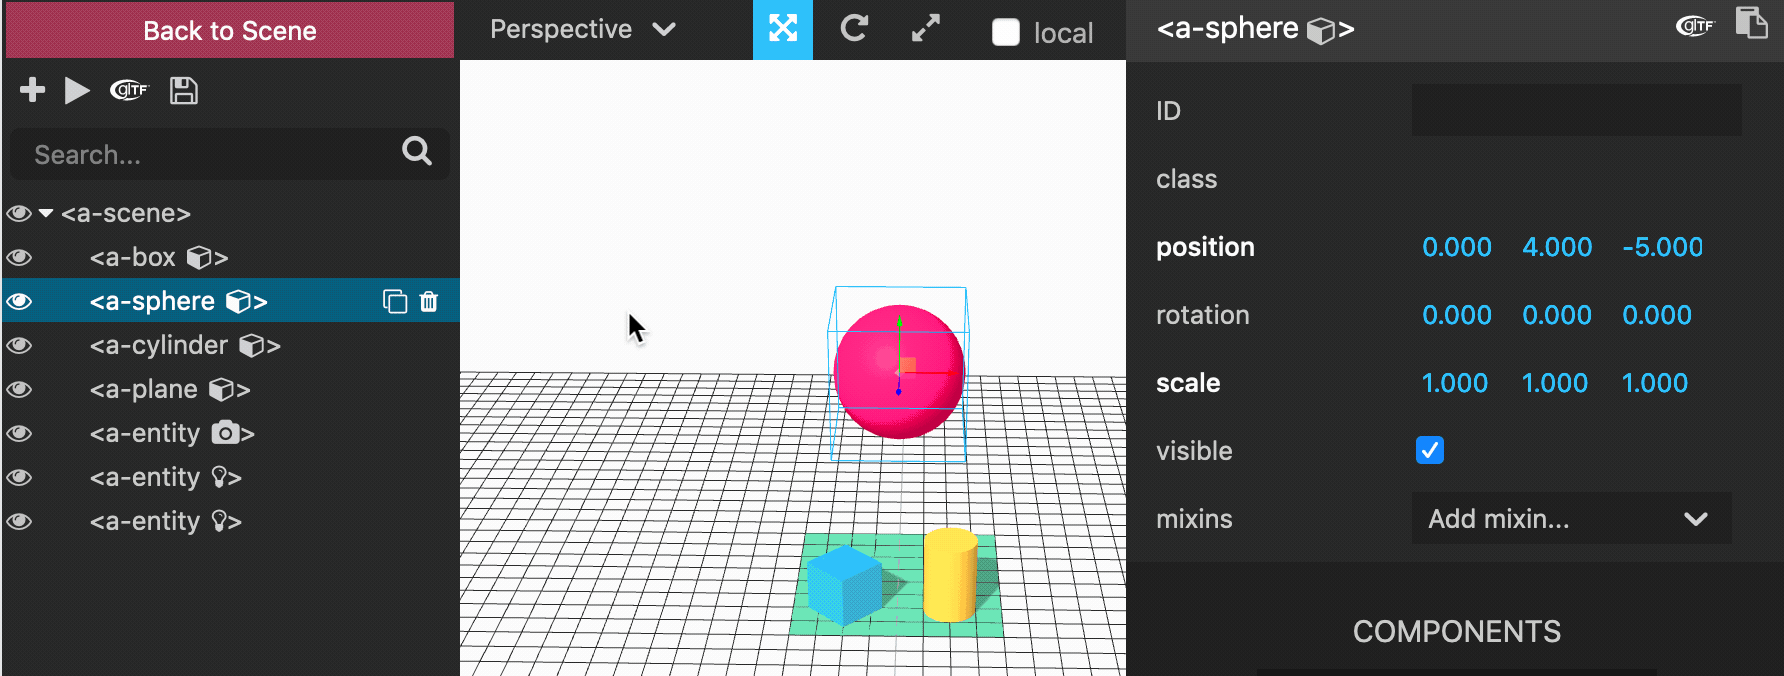 Back to Scene
glTF
Search...
<a-scene>
<a-box >
<a-sphere >
<a-cylinder >
<a-plane >
<a-entity >
<a-entity >
<a-entity >
Perspective
local
<a-sphere >
glTF
ID
class
position 0.000 4.000 -5.000
rotation 0.000 0.000 0.000
scale 1.000 1.000 1.000
visible
mixins Add mixin...
COMPONENTS